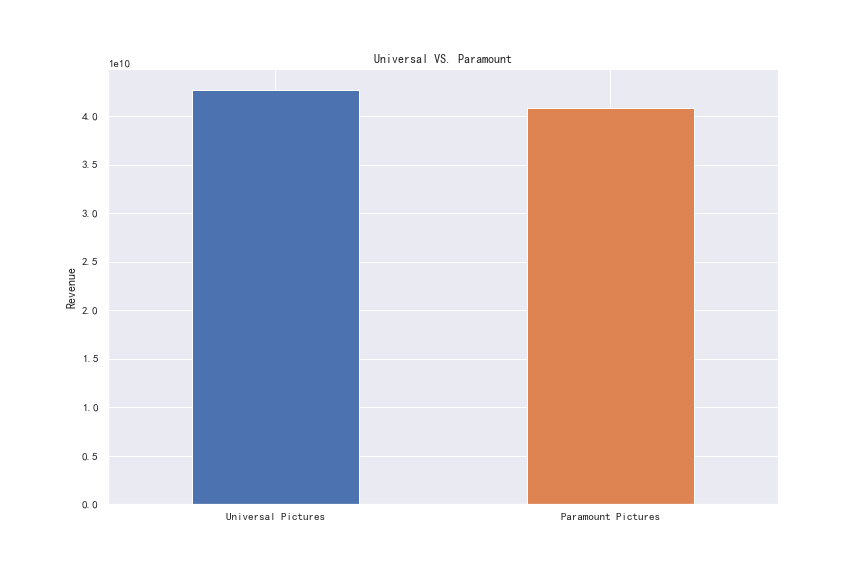 Universal VS. Paramount
1e10
4.0
3.5
3.0
2.5
2.0
1.5
1.0
0.5
0.0
Revenue
Universal Pictures
Paramount Pictures